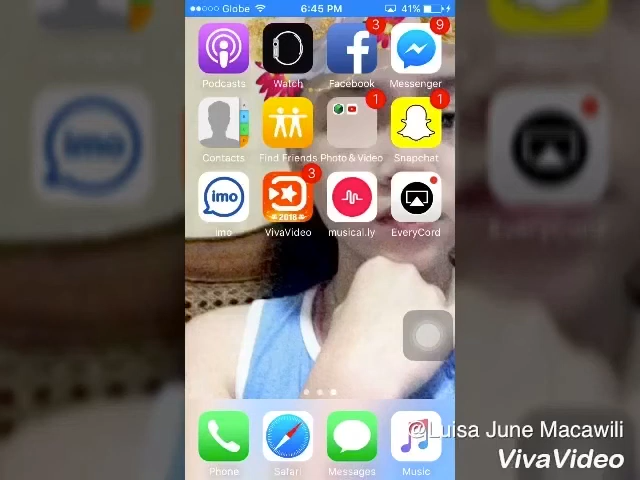 Globe 6:45 PM 41%
3 9
Podcasts Watch Facebook Messenger
1 1
Contacts Find Friends Photo & Video Snapchat
imo 3
2018
imo VivaVideo musical.ly EveryCord
imo
Phone Safari Messages Music
@Luisa June Macawili
VivaVideo